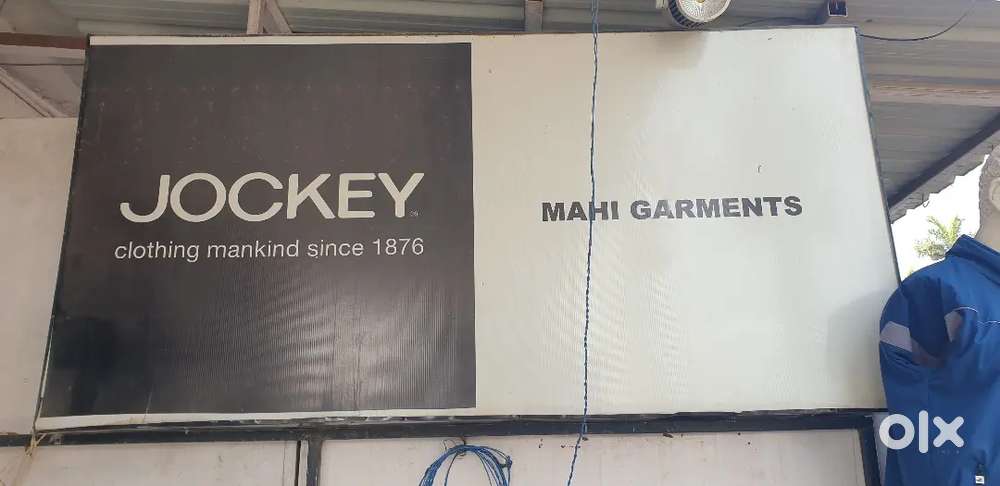 JOCKEY
clothing mankind since 1876
MAHI GARMENTS
olx